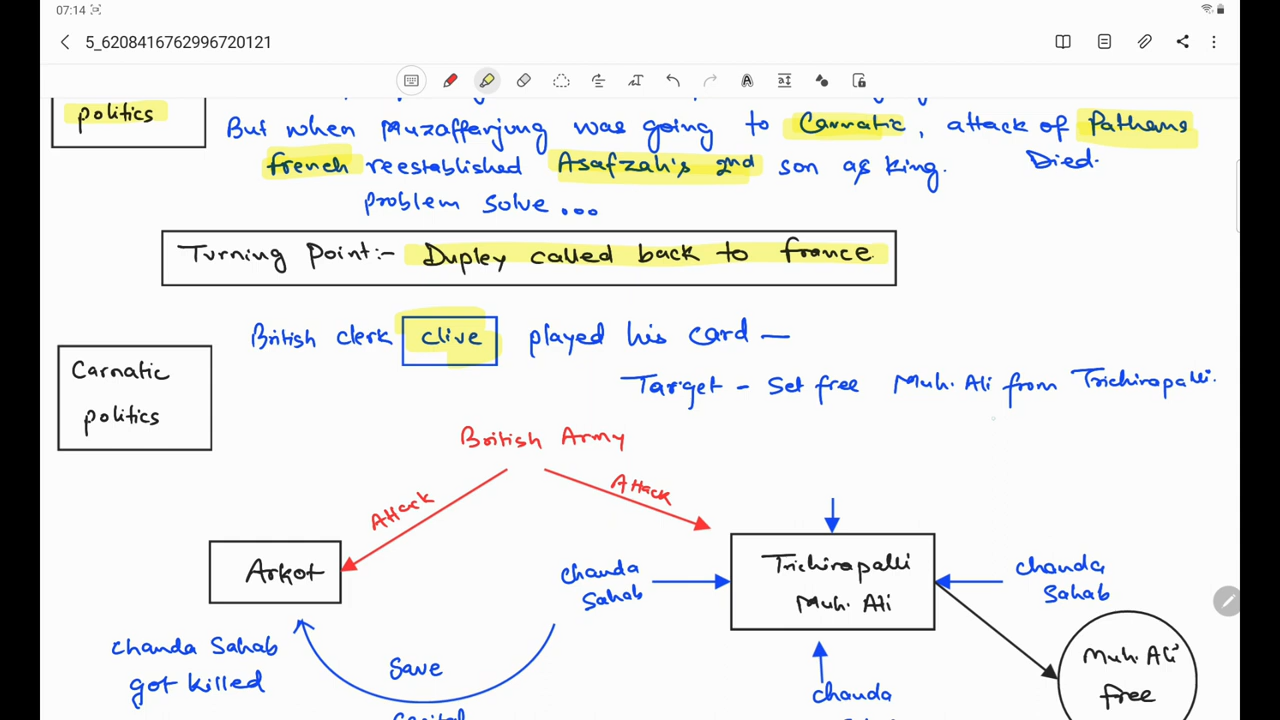 07:14
5_6208416762996720121
politics
But when Muzaffarjung was going to Carnatic, attack of Pathans
Died.
french reestablished Asafzah's 2nd son as king.
problem solve ...
Turning Point:- Dupley called back to france
British clerk clive played his card —
Carnatic
politics
Target - Set free Muh. Ali from Trichirapalli.
British Army
Attack
Attack
Arkot
Chanda
Sahab
Trichirapalli
Muh. Ali
Chanda
Sahab
Chanda Sahab
got killed
Save
Muh. Ali
free
Chanda